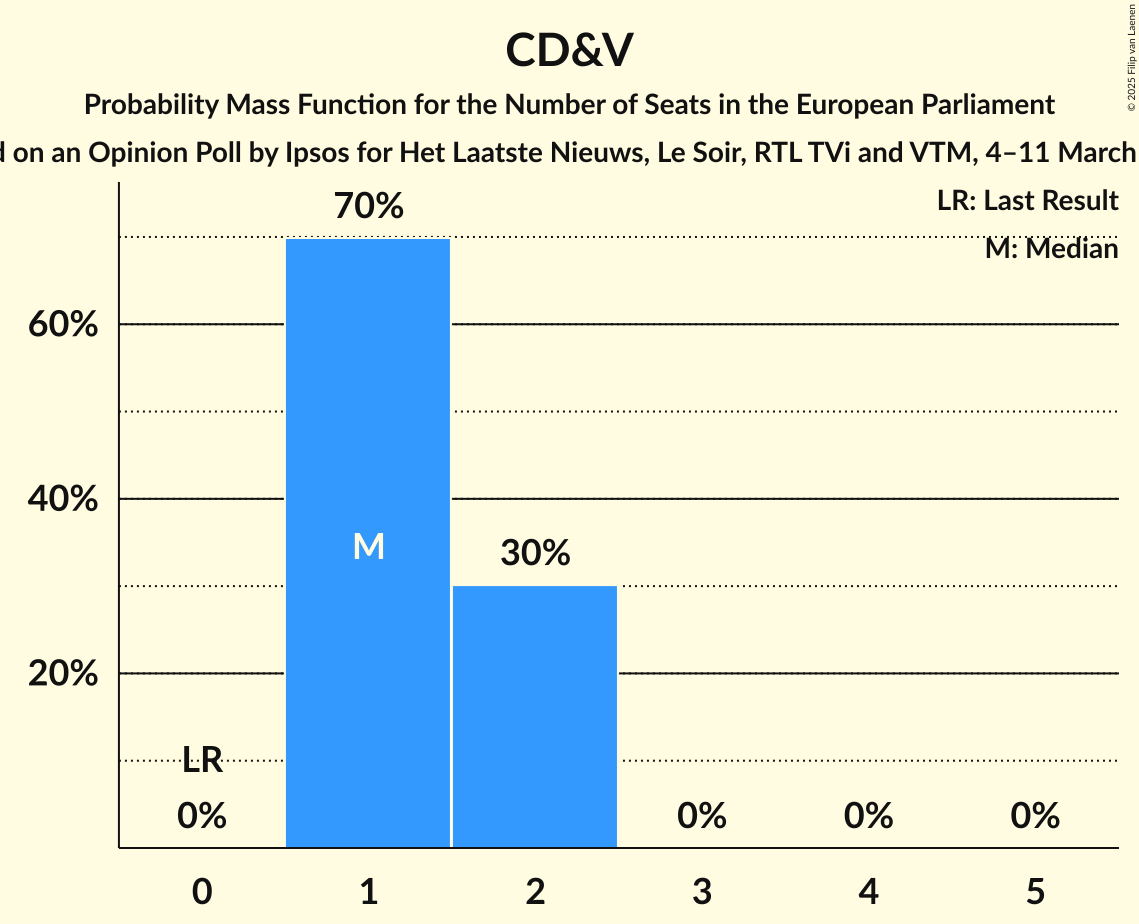 CD&V
Probability Mass Function for the Number of Seats in the European Parliament
on an Opinion Poll by Ipsos for Het Laatste Nieuws, Le Soir, RTL TVi and VTM, 4–11 March
© 2025 Filip van Laenen
LR: Last Result
M: Median
70%
60%
40%
M
30%
20%
LR
0%
0%
0%
0%
0
1
2
3
4
5